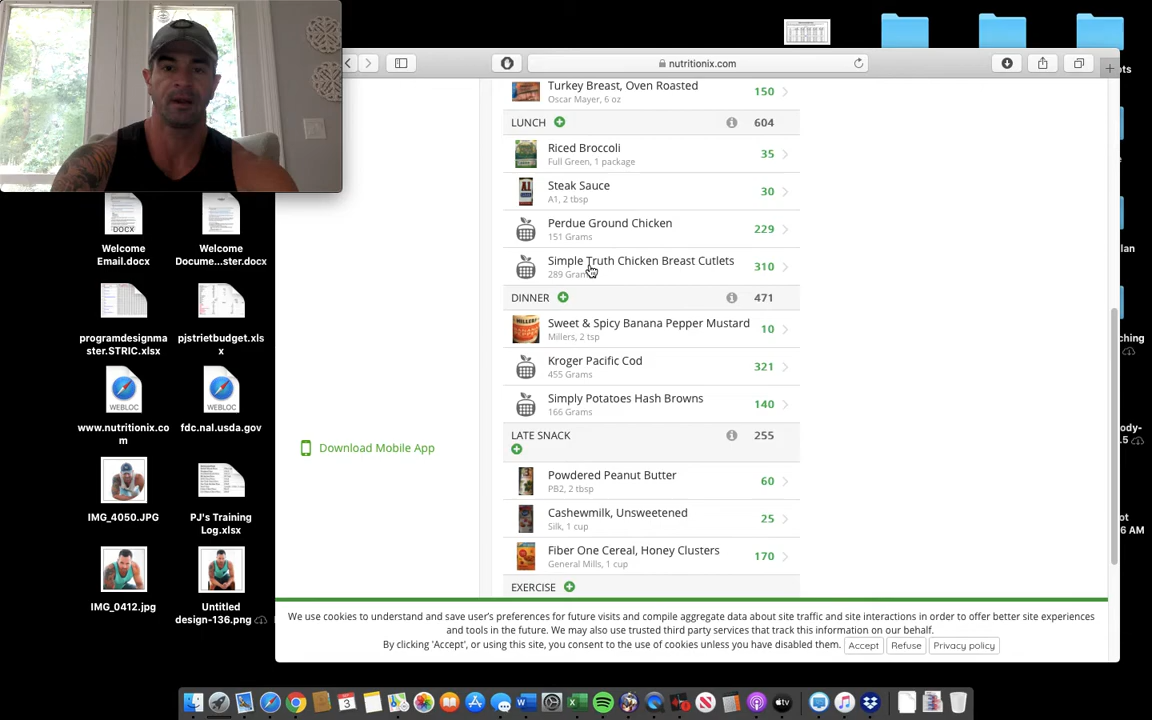 nutritionix.com
Turkey Breast, Oven Roasted
Oscar Mayer, 6 oz
150
LUNCH
604
Riced Broccoli
Full Green, 1 package
35
Steak Sauce
A1, 2 tbsp
30
Perdue Ground Chicken
151 Grams
229
Simple Truth Chicken Breast Cutlets
289 Grams
310
DINNER
471
Sweet & Spicy Banana Pepper Mustard
Millers, 2 tsp
10
Kroger Pacific Cod
455 Grams
321
Simply Potatoes Hash Browns
166 Grams
140
LATE SNACK
255
Powdered Peanut Butter
PB2, 2 tbsp
60
Cashewmilk, Unsweetened
Silk, 1 cup
25
Fiber One Cereal, Honey Clusters
General Mills, 1 cup
170
EXERCISE
Download Mobile App
We use cookies to understand and save user's preferences for future visits and compile aggregate data about site traffic and site interactions in order to offer better site experiences
and tools in the future. We may also use trusted third party services that track this information on our behalf.
By clicking 'Accept', or using this site, you consent to the use of cookies unless you have disabled them.
Accept
Refuse
Privacy policy
DOCX
Welcome
Email.docx
Welcome
Docume...ster.docx
programdesignma
ster.STRIC.xlsx
pjstrietbudget.xls
x
WEBLOC
www.nutritionix.co
m
WEBLOC
fdc.nal.usda.gov
IMG_4050.JPG
PJ's Training
Log.xlsx
IMG_0412.jpg
Untitled
design-136.png
3